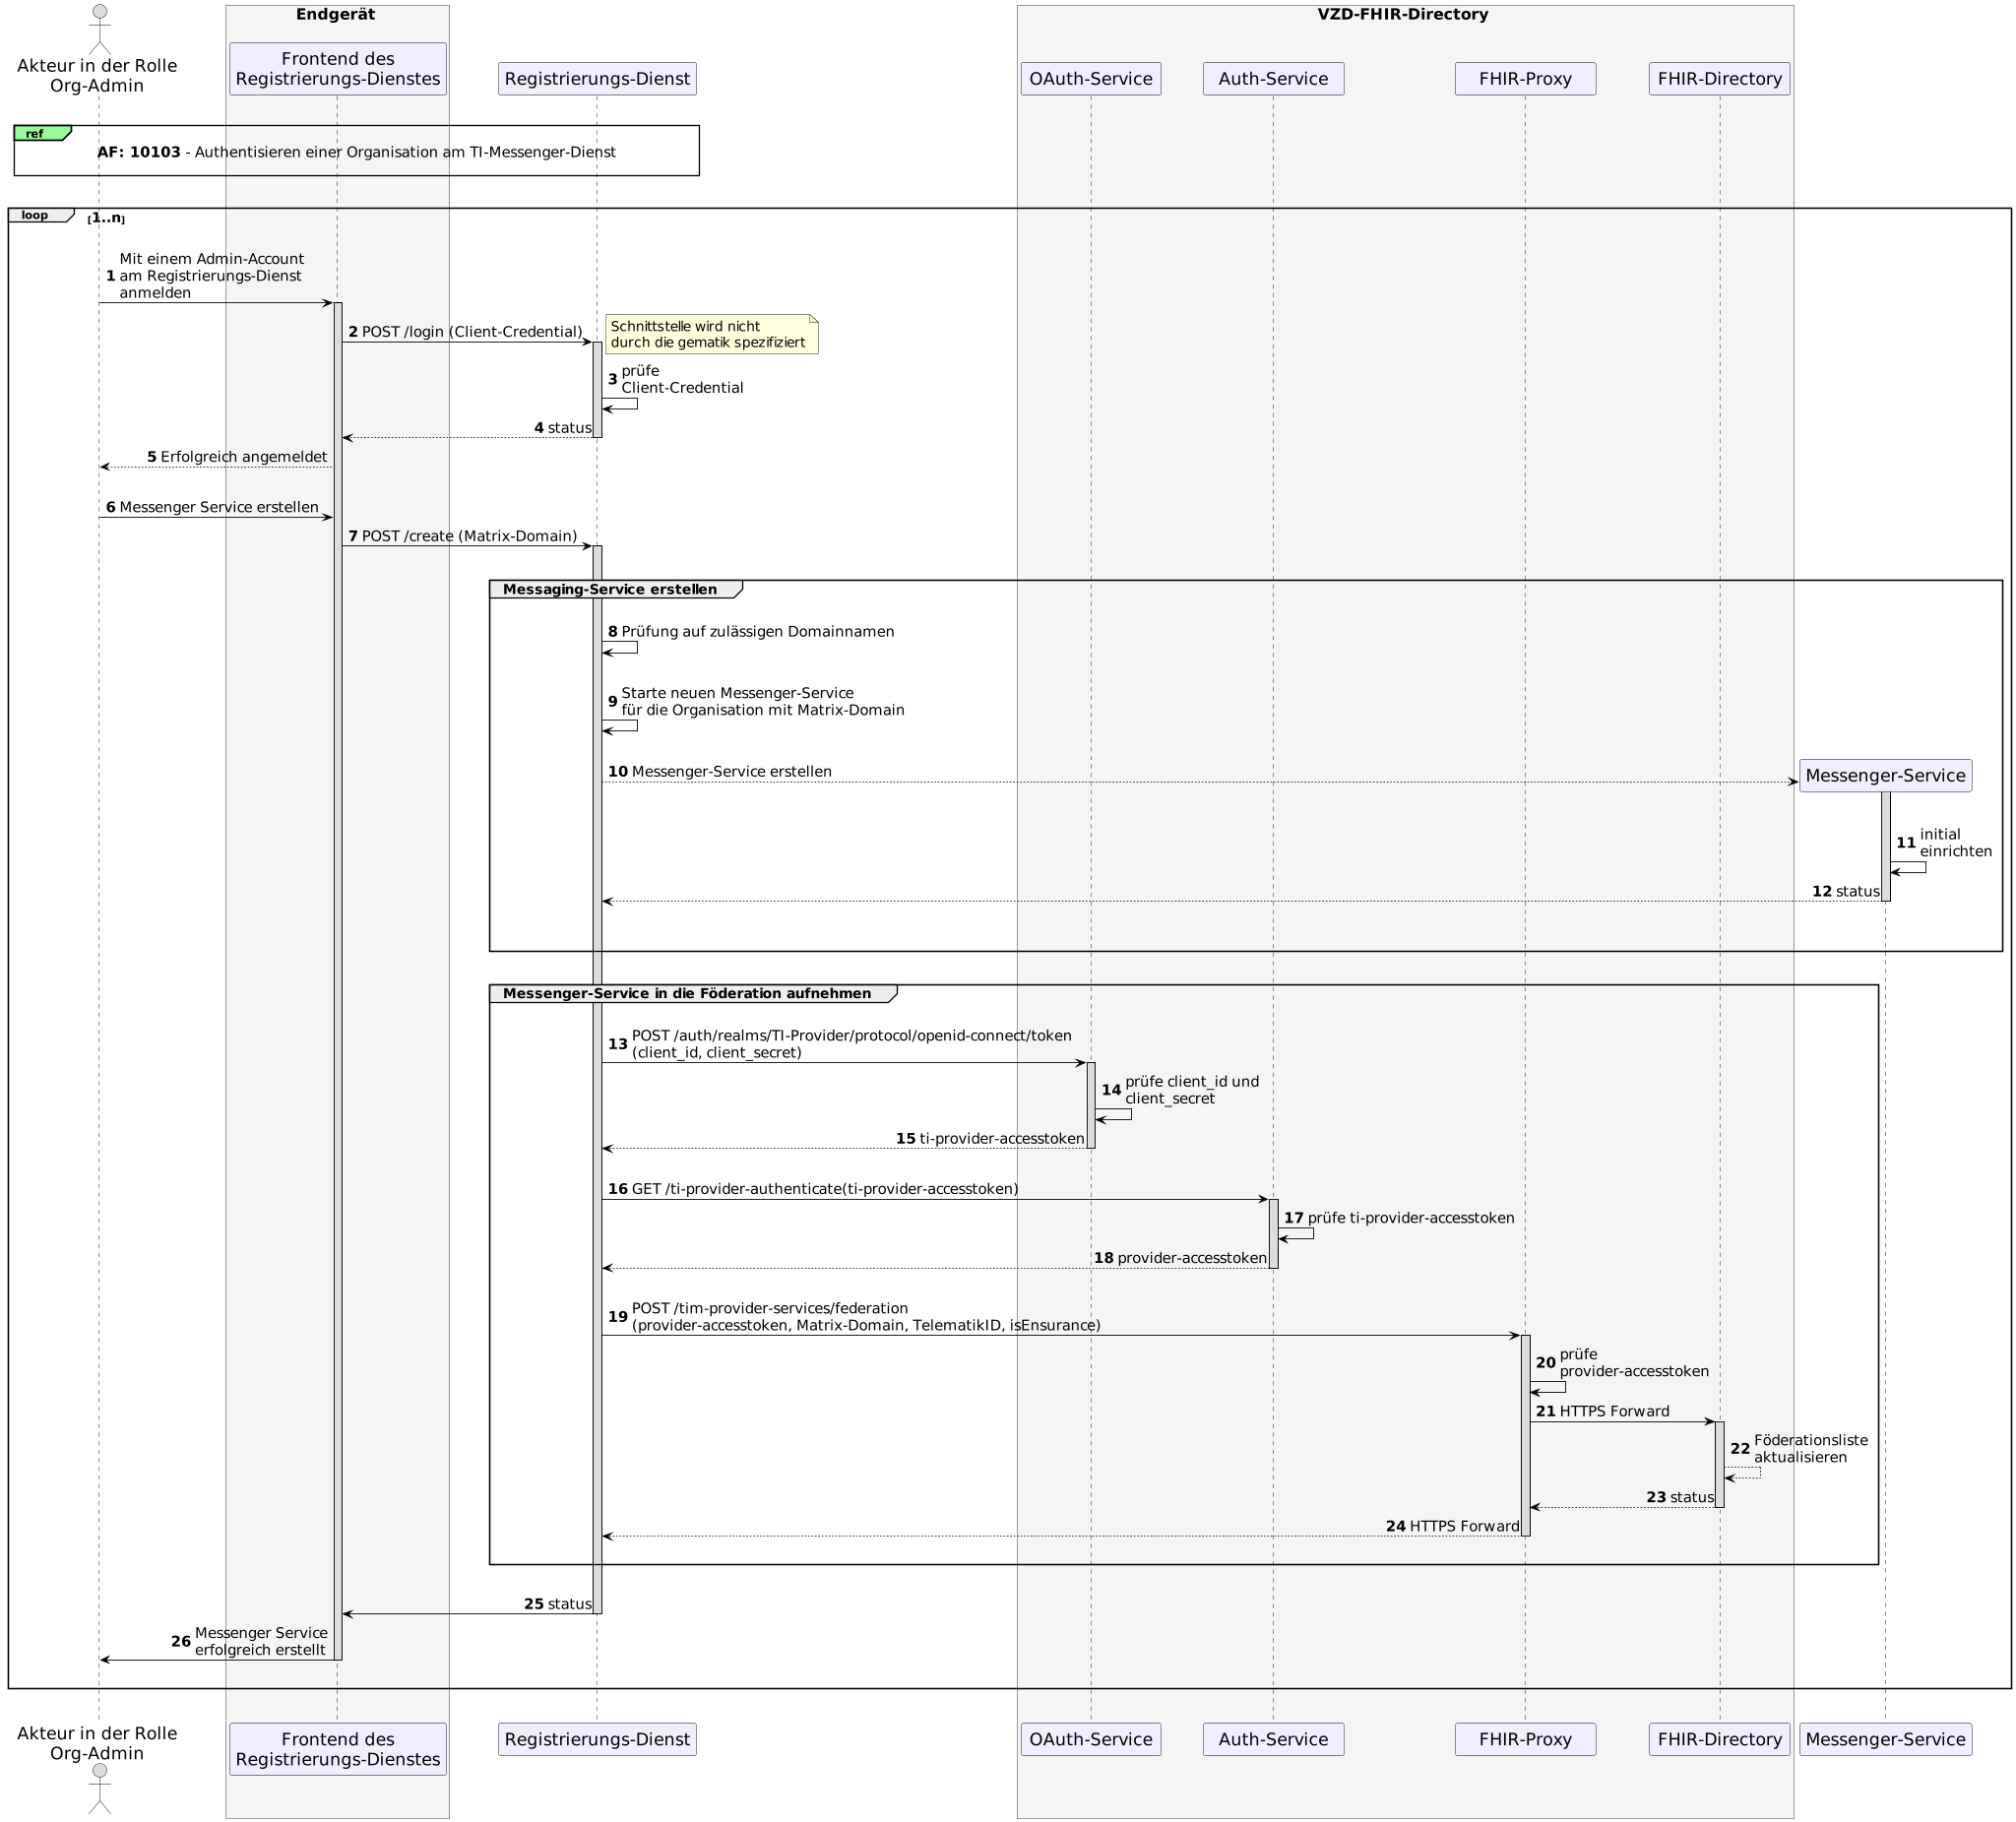 Endgerät
VZD-FHIR-Directory
Akteur in der Rolle
Org-Admin
Frontend des
Registrierungs-Dienstes
Registrierungs-Dienst
OAuth-Service
Auth-Service
FHIR-Proxy
FHIR-Directory
ref
AF: 10103 - Authentisieren einer Organisation am TI-Messenger-Dienst
loop
[1..n]
1 Mit einem Admin-Account
am Registrierungs-Dienst
anmelden
2 POST /login (Client-Credential)
Schnittstelle wird nicht
durch die gematik spezifiziert
3 prüfe
Client-Credential
4 status
5 Erfolgreich angemeldet
6 Messenger Service erstellen
7 POST /create (Matrix-Domain)
Messaging-Service erstellen
8 Prüfung auf zulässigen Domainnamen
9 Starte neuen Messenger-Service
für die Organisation mit Matrix-Domain
10 Messenger-Service erstellen
Messenger-Service
11 initial
einrichten
12 status
Messenger-Service in die Föderation aufnehmen
13 POST /auth/realms/TI-Provider/protocol/openid-connect/token
(client_id, client_secret)
14 prüfe client_id und
client_secret
15 ti-provider-accesstoken
16 GET /ti-provider-authenticate(ti-provider-accesstoken)
17 prüfe ti-provider-accesstoken
18 provider-accesstoken
19 POST /tim-provider-services/federation
(provider-accesstoken, Matrix-Domain, TelematikID, isEnsurance)
20 prüfe
provider-accesstoken
21 HTTPS Forward
22 Föderationsliste
aktualisieren
23 status
24 HTTPS Forward
25 status
26 Messenger Service
erfolgreich erstellt
Akteur in der Rolle
Org-Admin
Frontend des
Registrierungs-Dienstes
Registrierungs-Dienst
OAuth-Service
Auth-Service
FHIR-Proxy
FHIR-Directory
Messenger-Service